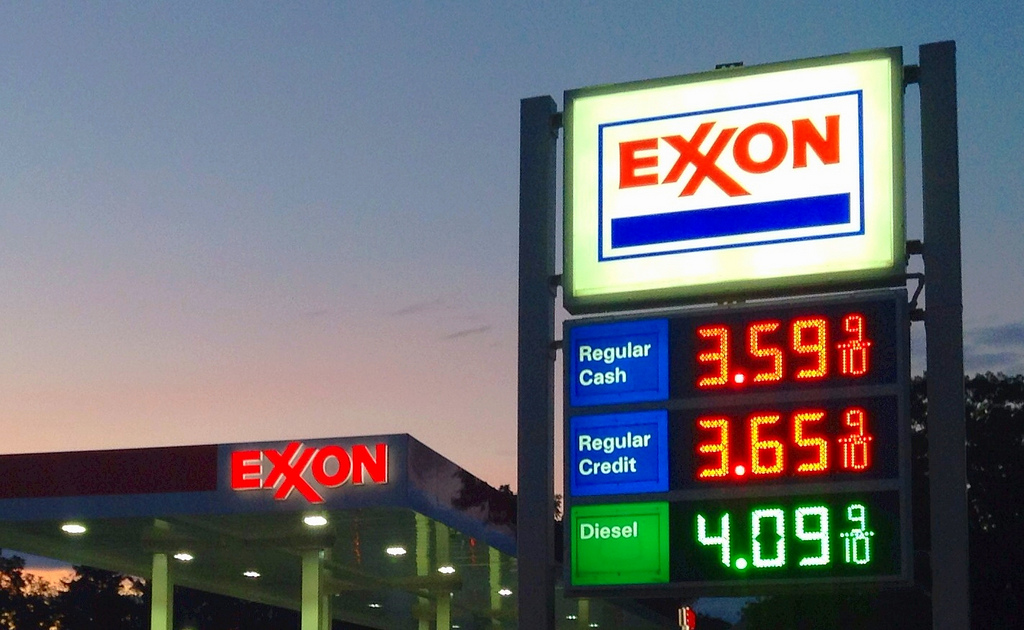 EXXON
Regular
Cash
3.59 9/10
Regular
Credit
3.65 9/10
Diesel
4.09 9/10
EXXON